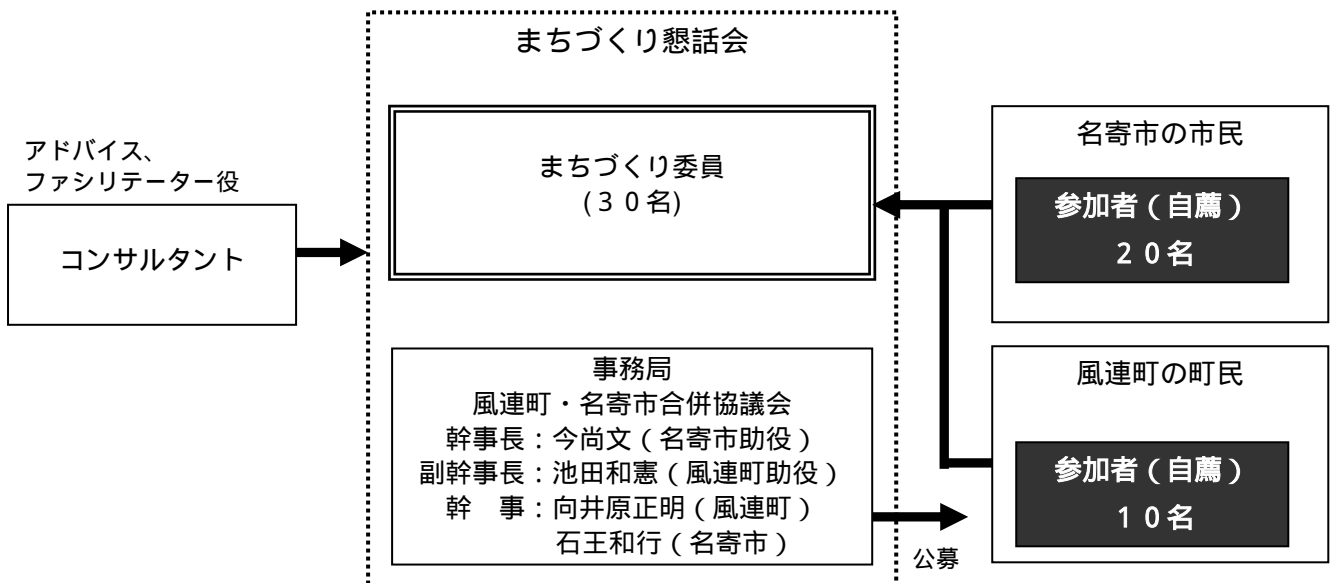 まちづくり懇話会
アドバイス、
ファシリテーター役
コンサルタント
まちづくり委員
(３０名)
名寄市の市民
参加者（自薦）
２０名
事務局
風連町・名寄市合併協議会
幹事長：今尚文（名寄市助役）
副幹事長：池田和憲（風連町助役）
幹　事：向井原正明（風連町）
石王和行（名寄市）
公募
風連町の町民
参加者（自薦）
１０名